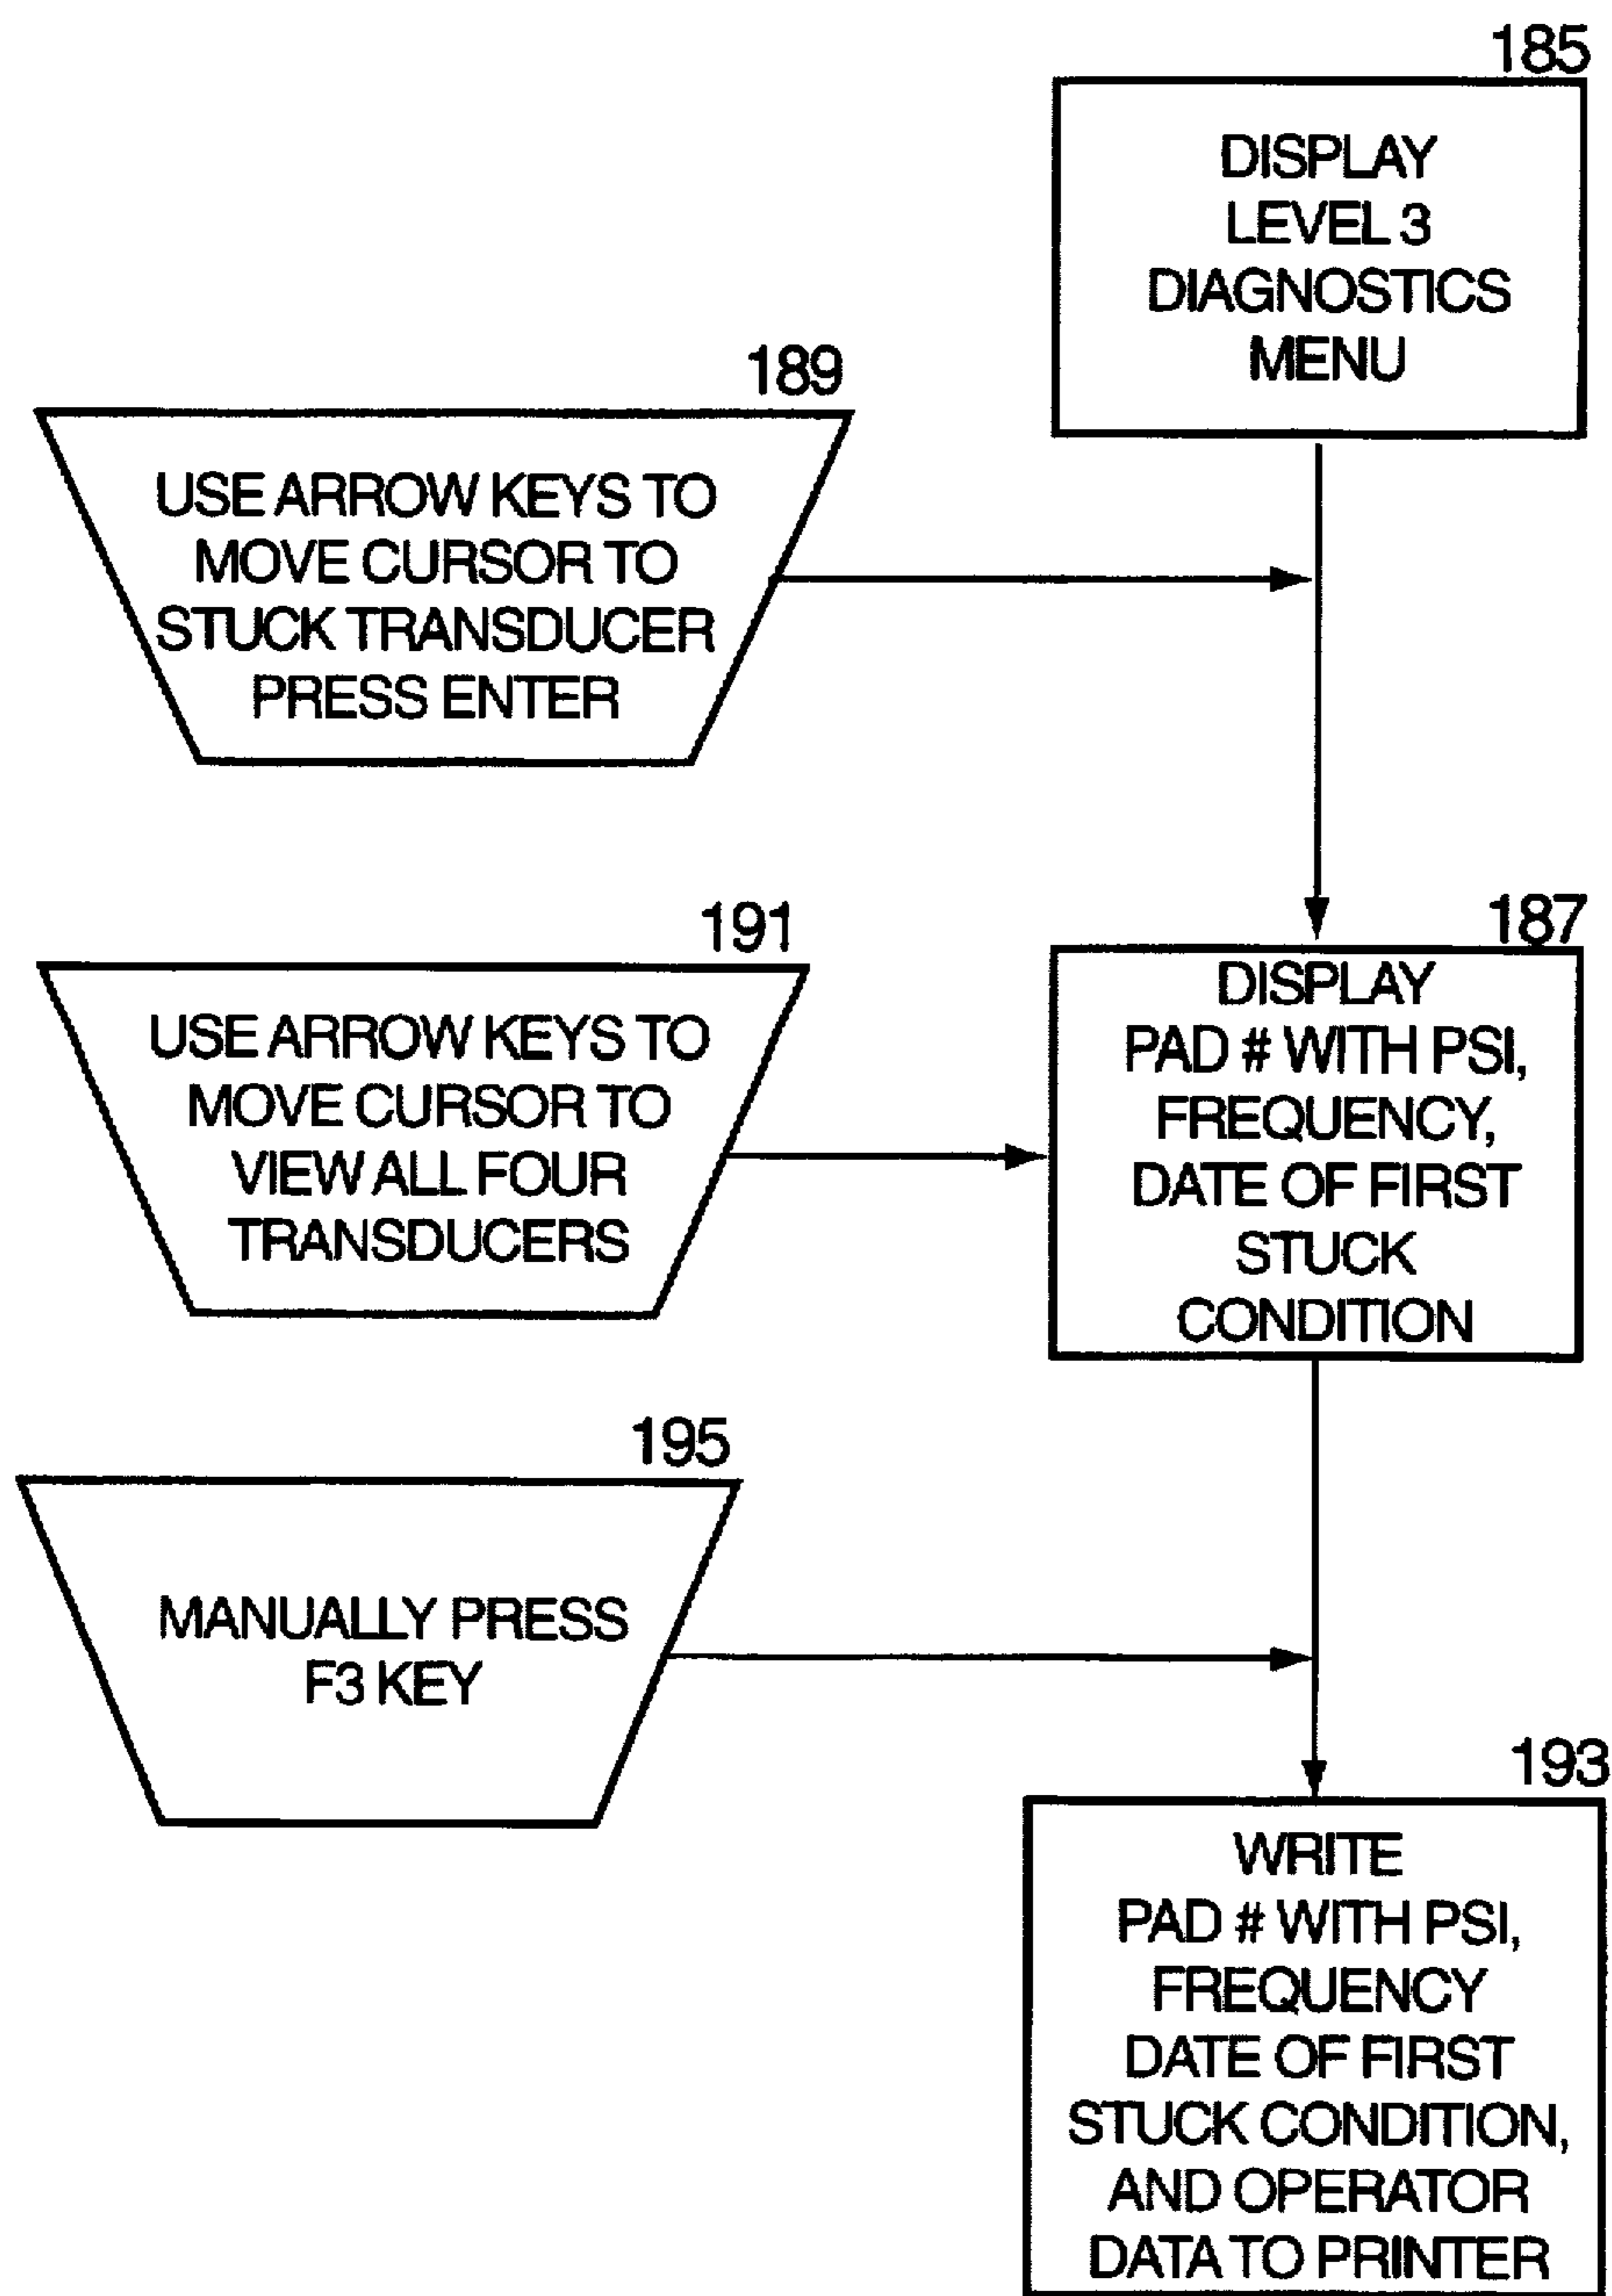 185
DISPLAY
LEVEL 3
DIAGNOSTICS
MENU
189
USE ARROW KEYS TO
MOVE CURSOR TO
STUCK TRANSDUCER
PRESS ENTER
191
USE ARROW KEYS TO
MOVE CURSOR TO
VIEW ALL FOUR
TRANSDUCERS
187
DISPLAY
PAD # WITH PSI,
FREQUENCY,
DATE OF FIRST
STUCK
CONDITION
195
MANUALLY PRESS
F3 KEY
193
WRITE
PAD # WITH PSI,
FREQUENCY
DATE OF FIRST
STUCK CONDITION,
AND OPERATOR
DATA TO PRINTER